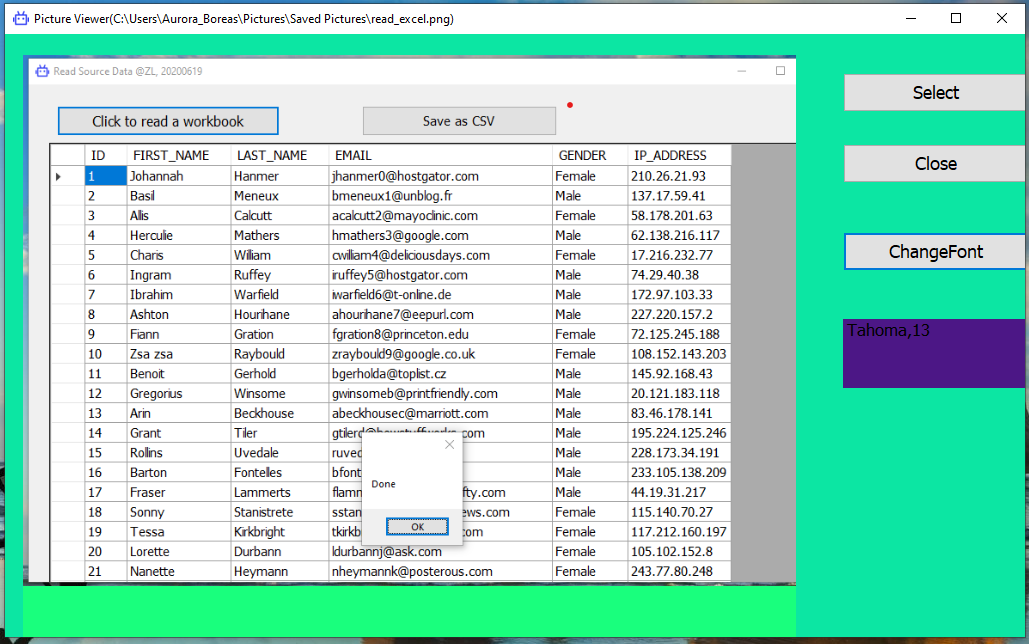 Picture Viewer(C:\Users\Aurora_Boreas\Pictures\Saved Pictures\read_excel.png)
Read Source Data @ZL, 20200619
Click to read a workbook Save as CSV
ID FIRST_NAME LAST_NAME EMAIL GENDER IP_ADDRESS
1 Johannah Hanmer jhanmer0@hostgator.com Female 210.26.21.93
2 Basil Meneux bmeneux1@unblog.fr Male 137.17.59.41
3 Allis Calcutt acalcutt2@mayoclinic.com Female 58.178.201.63
4 Herculie Mathers hmathers3@google.com Male 62.138.216.117
5 Charis Wiliam cwiliam4@deliciousdays.com Female 17.216.232.77
6 Ingram Ruffey iruffey5@hostgator.com Male 74.29.40.38
7 Ibrahim Warfield iwarfield6@t-online.de Male 172.97.103.33
8 Ashton Hourihane ahourihane7@eepurl.com Male 227.220.157.2
9 Fiann Gration fgration8@princeton.edu Female 72.125.245.188
10 Zsa zsa Raybould zraybould9@google.co.uk Female 108.152.143.203
11 Benoit Gerhold bgerholda@toplist.cz Male 145.92.168.43
12 Gregorius Winsome gwinsomeb@printfriendly.com Male 20.121.183.118
13 Arin Beckhouse abeckhousec@marriott.com Male 83.46.178.141
14 Grant Tiler Male 195.224.125.246
15 Rollins Uvedale ruved Male 228.173.34.191
16 Barton Fontelles bfont Male 233.105.138.209
17 Fraser Lammerts flamm fty.com Male 44.19.31.217
18 Sonny Stanistrete sstan ews.com Male 115.140.70.27
19 Tessa Kirkbright tkirkb com Female 117.212.160.197
20 Lorette Durbann ldurbannj@ask.com Female 105.102.152.8
21 Nanette Heymann nheymannk@posterous.com Female 243.77.80.248
Done
OK
Select
Close
ChangeFont
Tahoma,13